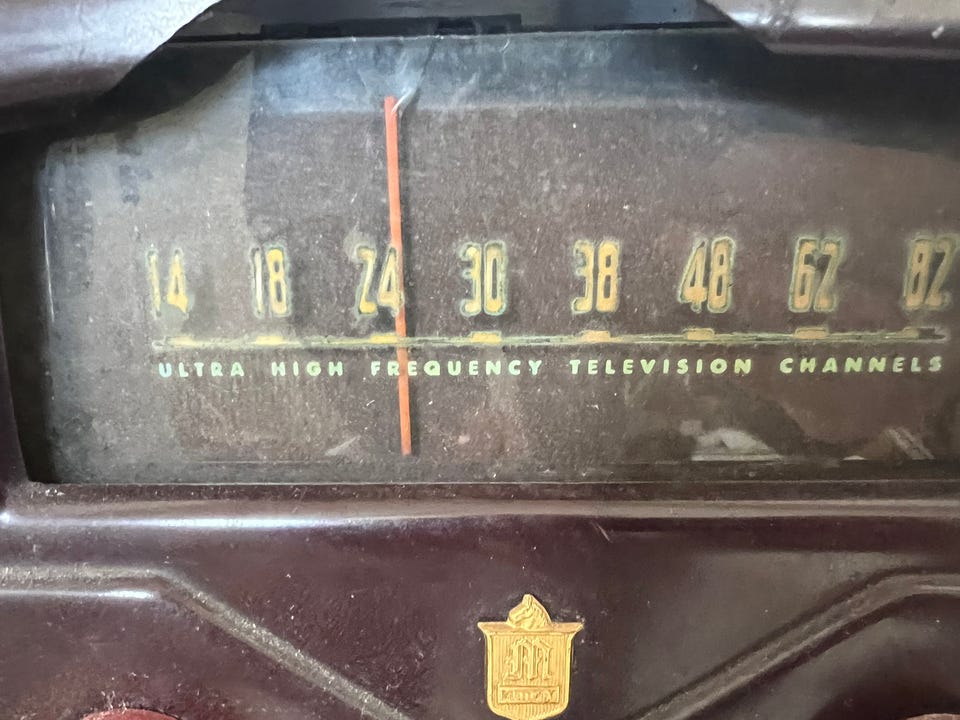 14 18 24 30 38 48 62 82
ULTRA HIGH FREQUENCY TELEVISION CHANNELS
M